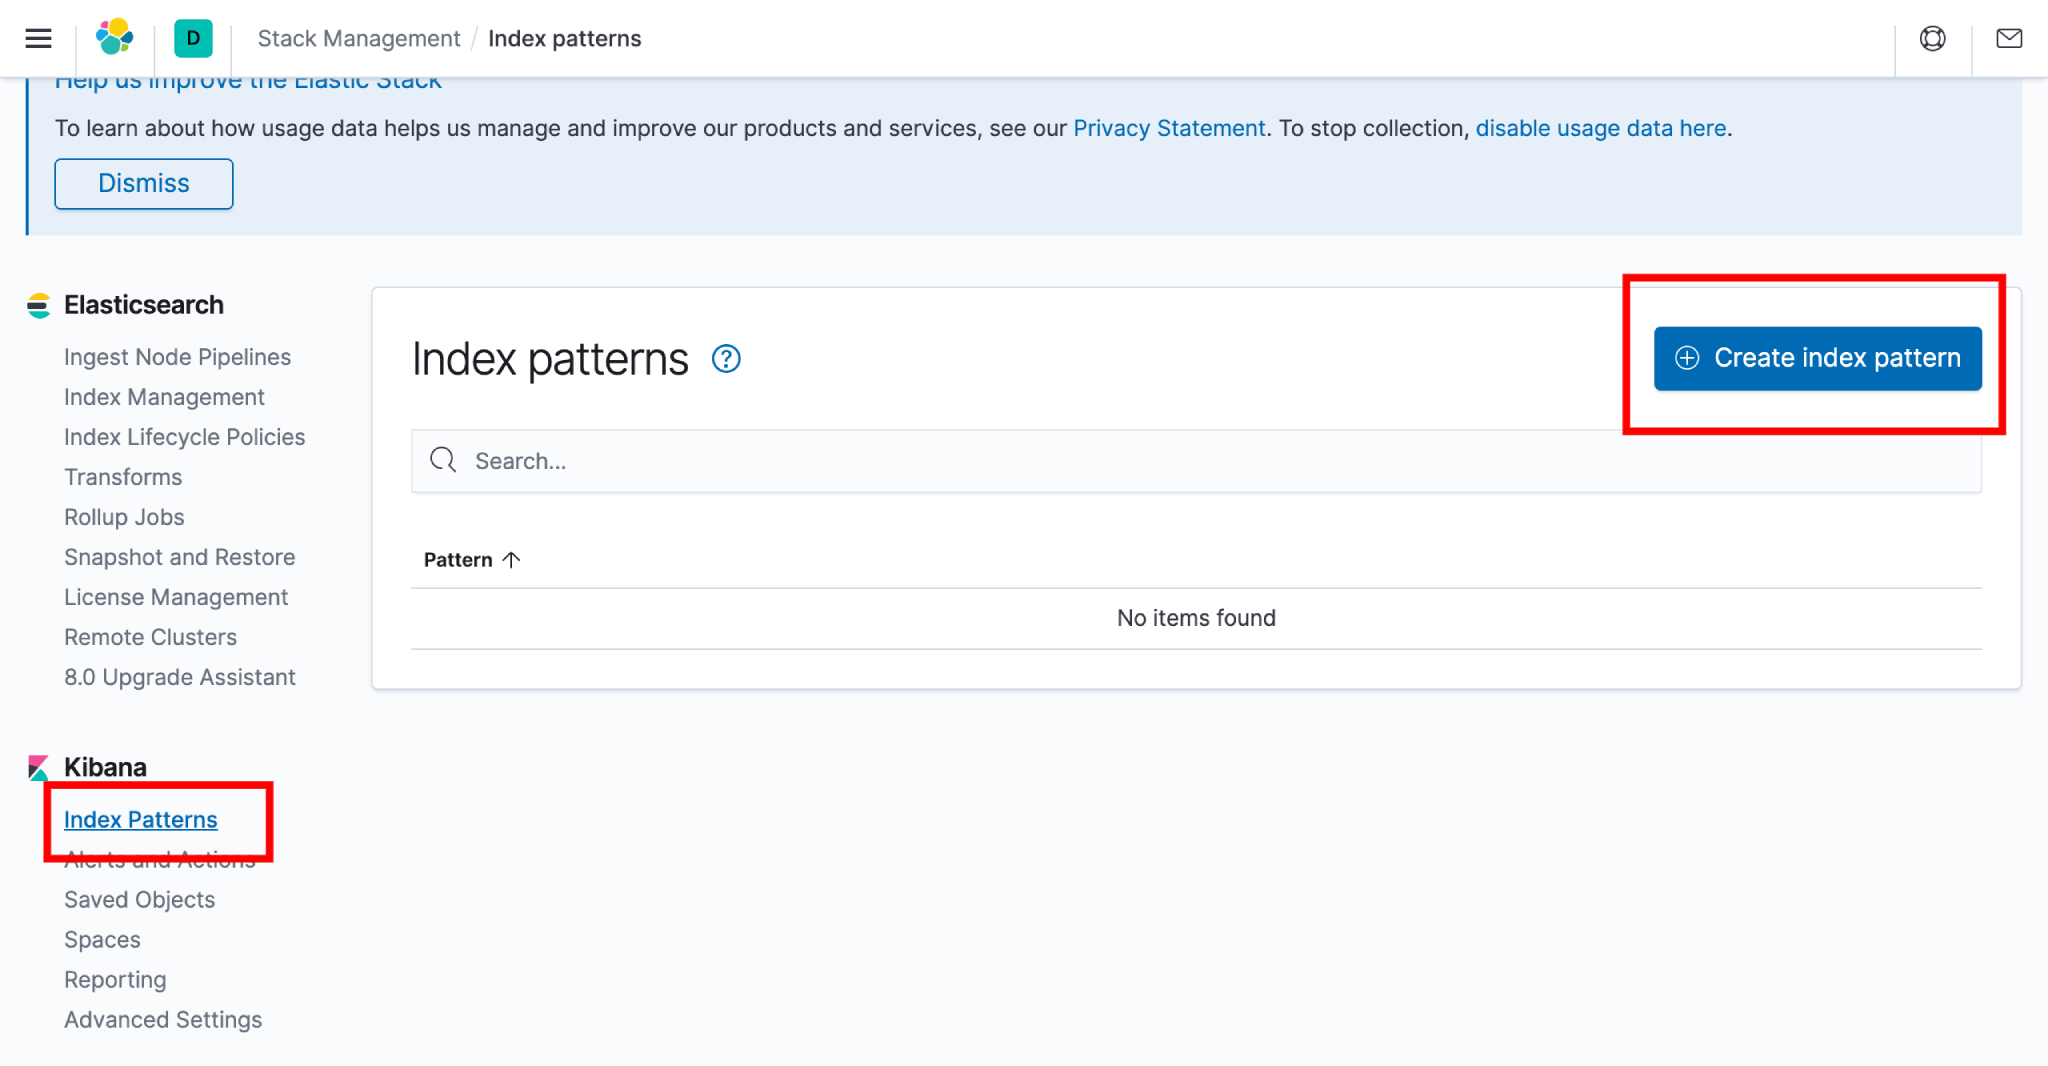 D
Stack Management / Index patterns
Help us improve the Elastic Stack
To learn about how usage data helps us manage and improve our products and services, see our Privacy Statement. To stop collection, disable usage data here.
Dismiss
Elasticsearch
Ingest Node Pipelines
Index Management
Index Lifecycle Policies
Transforms
Rollup Jobs
Snapshot and Restore
License Management
Remote Clusters
8.0 Upgrade Assistant
Kibana
Index Patterns
Alerts and Actions
Saved Objects
Spaces
Reporting
Advanced Settings
Index patterns ?
Create index pattern
Search...
Pattern ↑
No items found